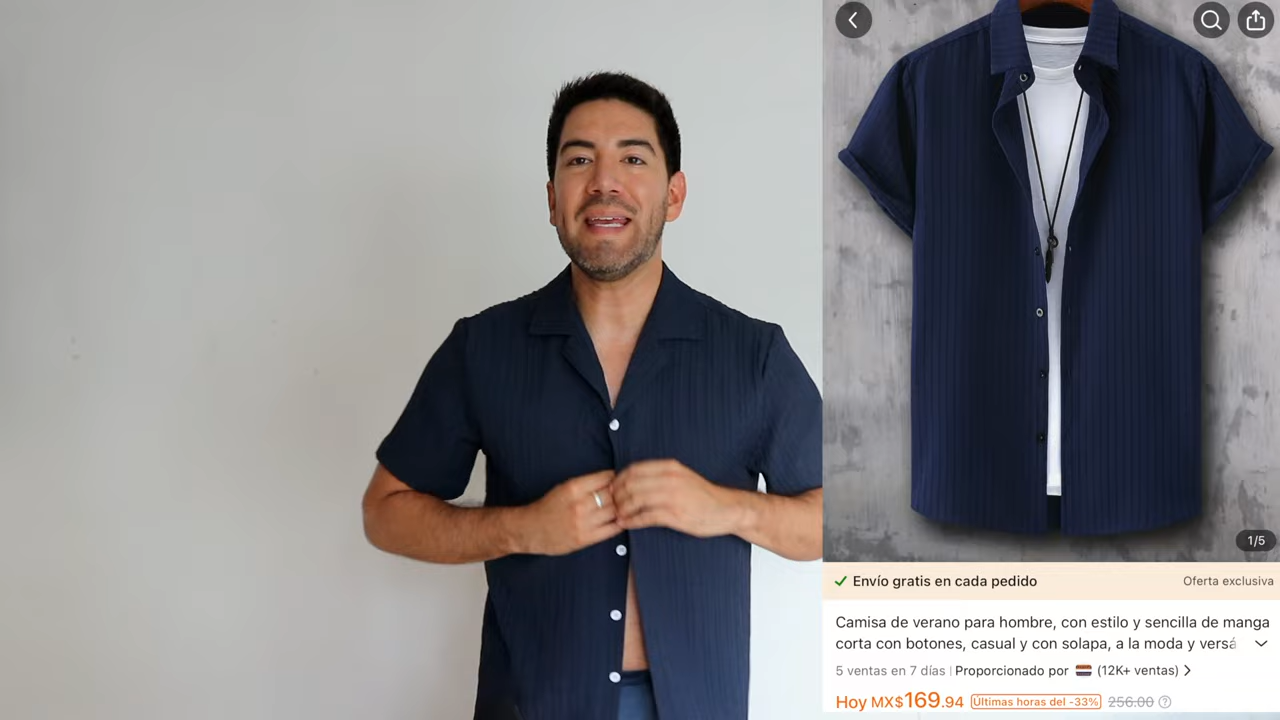 1/5
Envío gratis en cada pedido Oferta exclusiva
Camisa de verano para hombre, con estilo y sencilla de manga
corta con botones, casual y con solapa, a la moda y versá
5 ventas en 7 días | Proporcionado por (12K+ ventas)
Hoy MX$169.94 Últimas horas del -33% 256.00